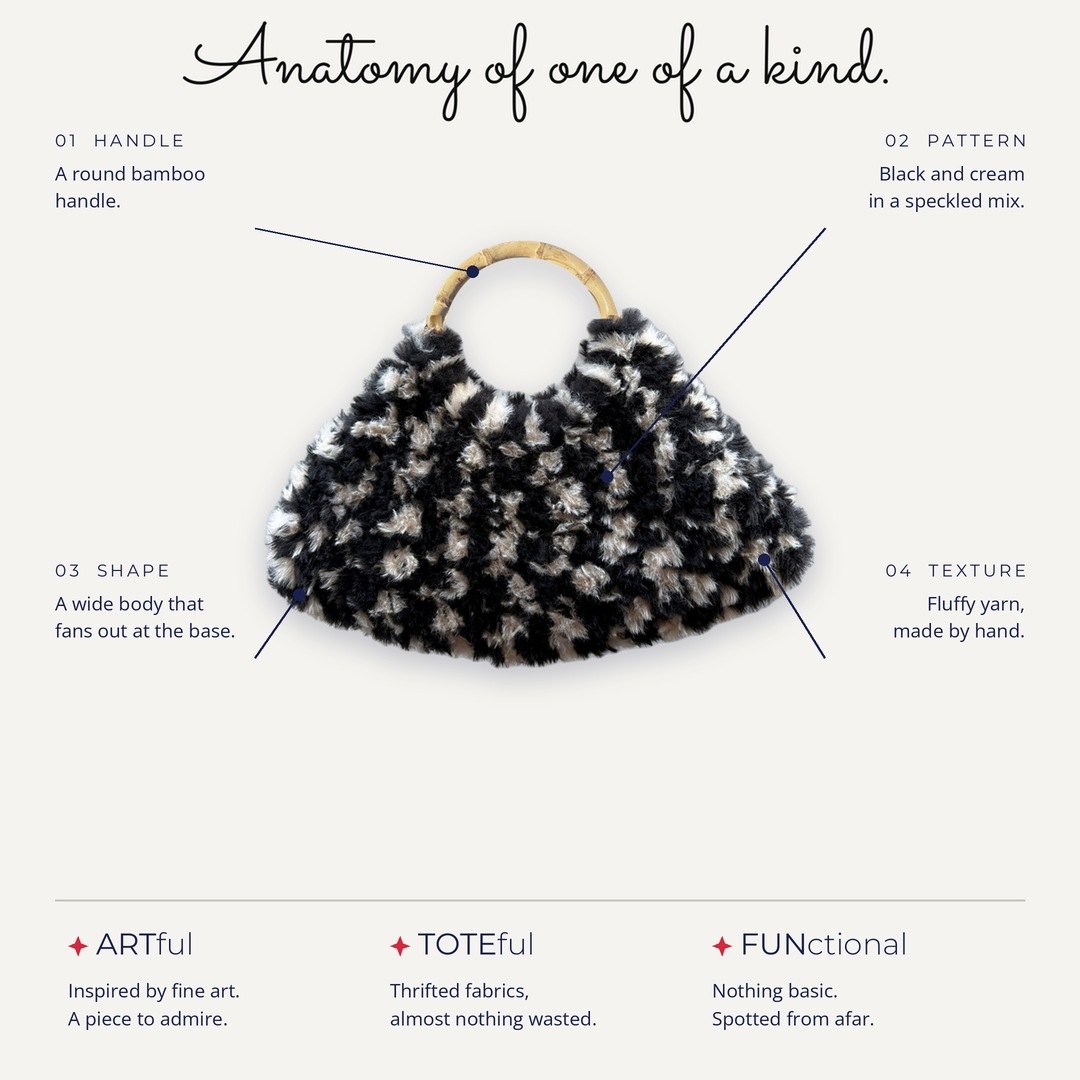 Anatomy of one of a kind.
01 HANDLE
A round bamboo
handle.
02 PATTERN
Black and cream
in a speckled mix.
03 SHAPE
A wide body that
fans out at the base.
04 TEXTURE
Fluffy yarn,
made by hand.
ARTful
Inspired by fine art.
A piece to admire.
TOTEful
Thrifted fabrics,
almost nothing wasted.
FUNctional
Nothing basic.
Spotted from afar.